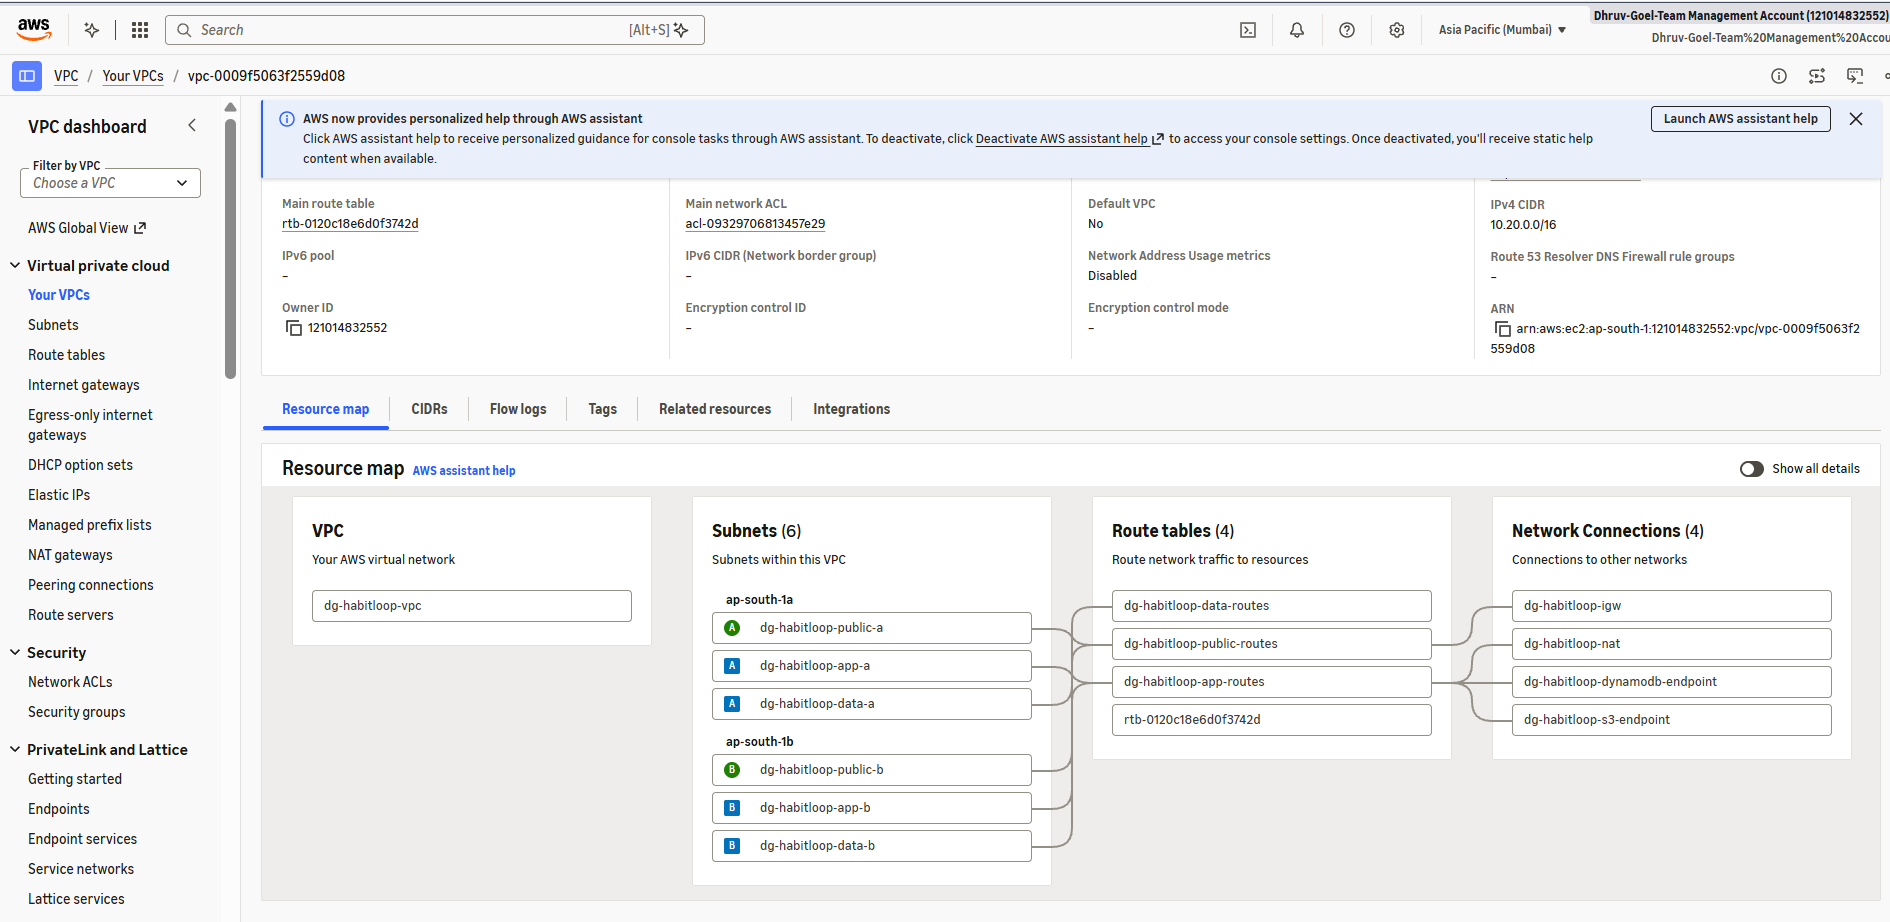 aws
Search
[Alt+S]
Asia Pacific (Mumbai)
Dhruv-Goel-Team Management Account (121014832552)
Dhruv-Goel-Team%20Management%20Accou
VPC / Your VPCs / vpc-0009f5063f2559d08
VPC dashboard
Filter by VPC
Choose a VPC
AWS Global View
Virtual private cloud
Your VPCs
Subnets
Route tables
Internet gateways
Egress-only internet
gateways
DHCP option sets
Elastic IPs
Managed prefix lists
NAT gateways
Peering connections
Route servers
Security
Network ACLs
Security groups
PrivateLink and Lattice
Getting started
Endpoints
Endpoint services
Service networks
Lattice services
AWS now provides personalized help through AWS assistant
Click AWS assistant help to receive personalized guidance for console tasks through AWS assistant. To deactivate, click Deactivate AWS assistant help to access your console settings. Once deactivated, you'll receive static help
content when available.
Launch AWS assistant help
Main route table
rtb-0120c18e6d0f3742d
Main network ACL
acl-09329706813457e29
Default VPC
No
IPv4 CIDR
10.20.0.0/16
IPv6 pool
–
IPv6 CIDR (Network border group)
–
Network Address Usage metrics
Disabled
Route 53 Resolver DNS Firewall rule groups
–
Owner ID
121014832552
Encryption control ID
–
Encryption control mode
–
ARN
arn:aws:ec2:ap-south-1:121014832552:vpc/vpc-0009f5063f2
559d08
Resource map
CIDRs
Flow logs
Tags
Related resources
Integrations
Resource map AWS assistant help
Show all details
VPC
Your AWS virtual network
dg-habitloop-vpc
Subnets (6)
Subnets within this VPC
ap-south-1a
A dg-habitloop-public-a
A dg-habitloop-app-a
A dg-habitloop-data-a
ap-south-1b
B dg-habitloop-public-b
B dg-habitloop-app-b
B dg-habitloop-data-b
Route tables (4)
Route network traffic to resources
dg-habitloop-data-routes
dg-habitloop-public-routes
dg-habitloop-app-routes
rtb-0120c18e6d0f3742d
Network Connections (4)
Connections to other networks
dg-habitloop-igw
dg-habitloop-nat
dg-habitloop-dynamodb-endpoint
dg-habitloop-s3-endpoint